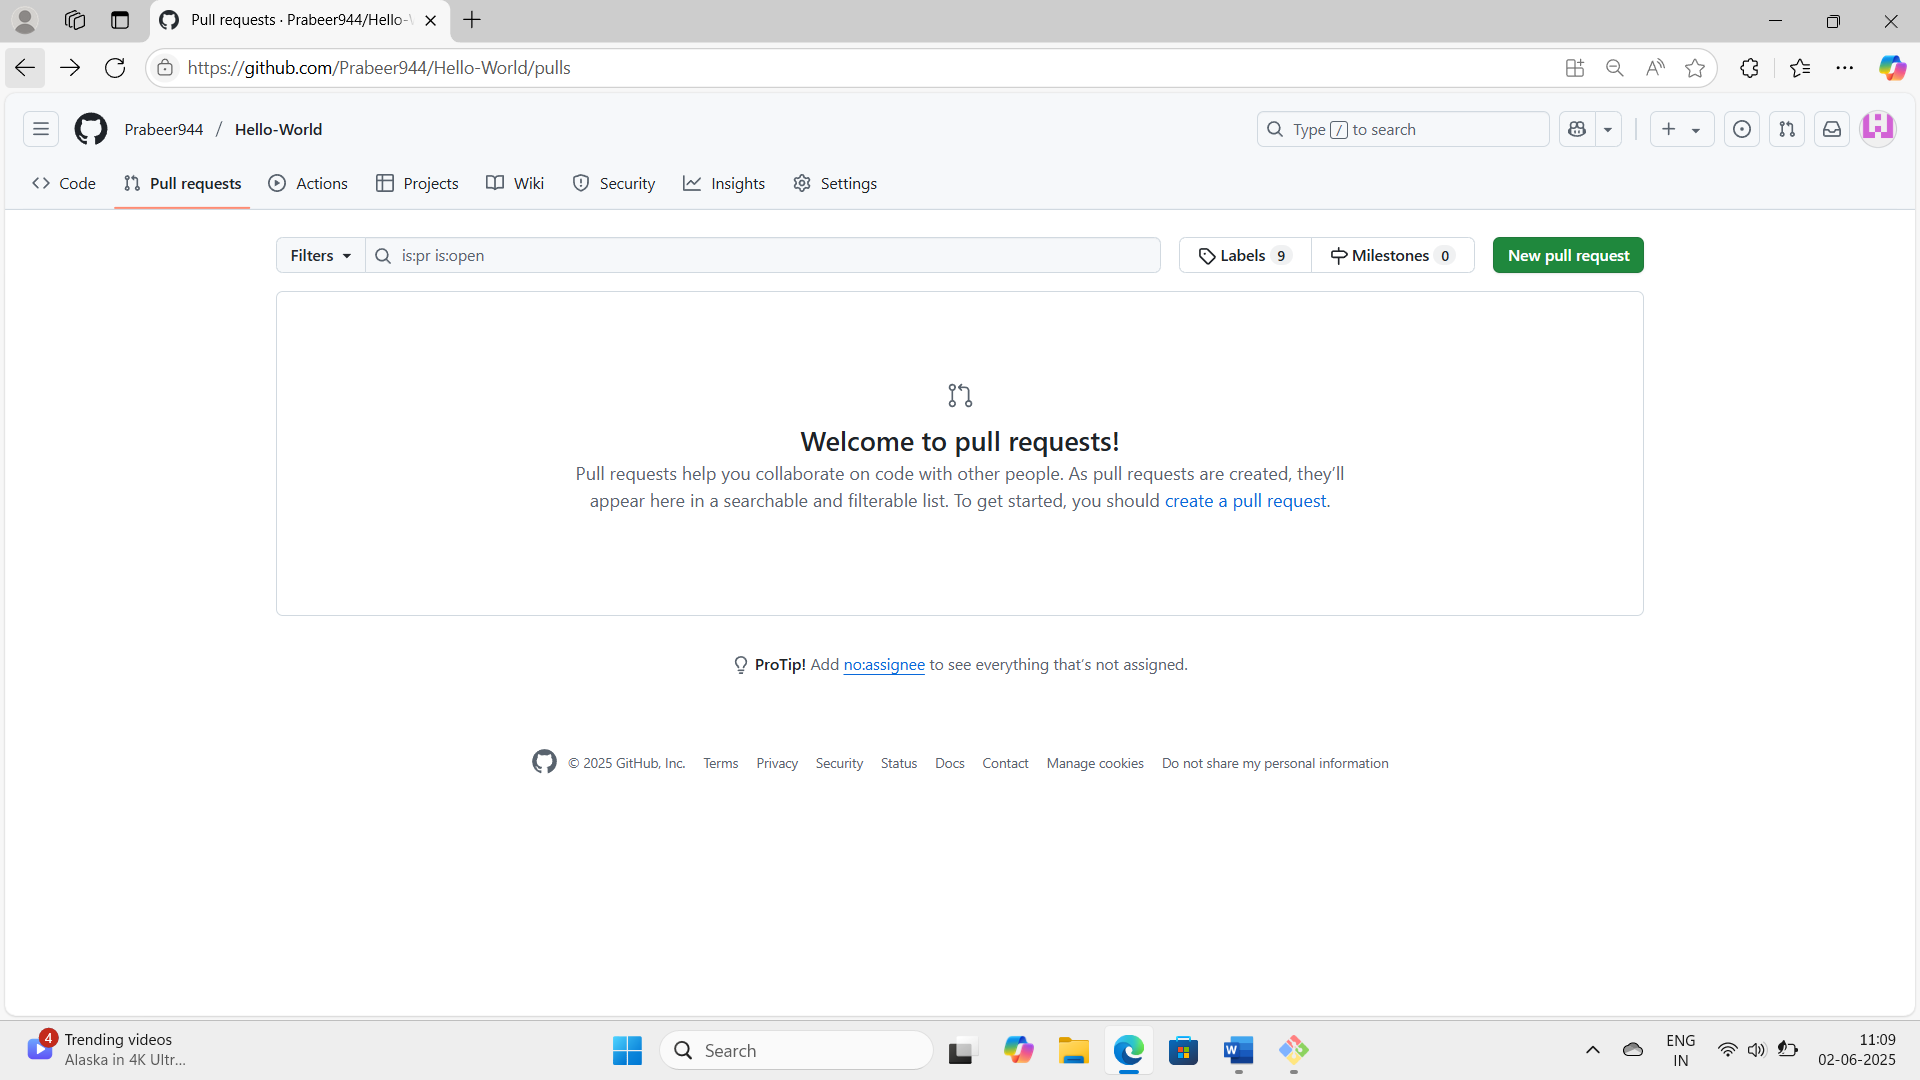 Pull requests · Prabeer944/Hello-
https://github.com/Prabeer944/Hello-World/pulls
Prabeer944 / Hello-World
Type / to search
Code
Pull requests
Actions
Projects
Wiki
Security
Insights
Settings
Filters
is:pr is:open
Labels 9
Milestones 0
New pull request
Welcome to pull requests!
Pull requests help you collaborate on code with other people. As pull requests are created, they’ll
appear here in a searchable and filterable list. To get started, you should create a pull request.
ProTip! Add no:assignee to see everything that’s not assigned.
© 2025 GitHub, Inc. Terms Privacy Security Status Docs Contact Manage cookies Do not share my personal information
4
Trending videos
Alaska in 4K Ultr...
Search
W
ENG
IN
11:09
02-06-2025